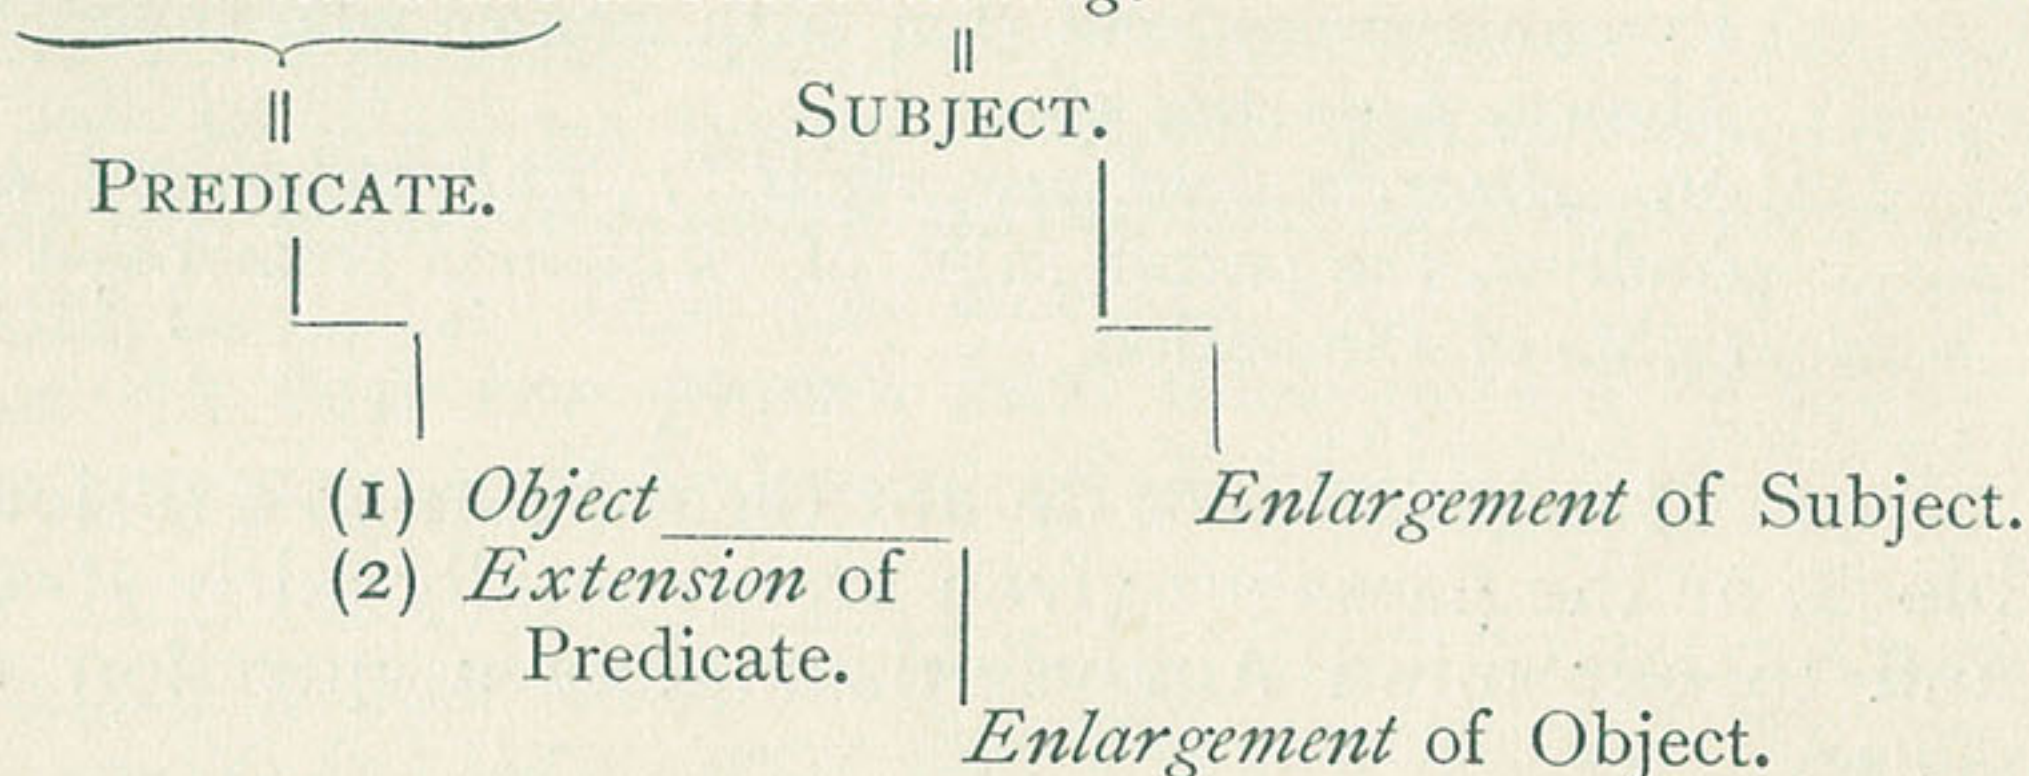 SUBJECT.
PREDICATE.
(1) Object
Enlargement of Subject.
(2) Extension of
Predicate.
Enlargement of Object.